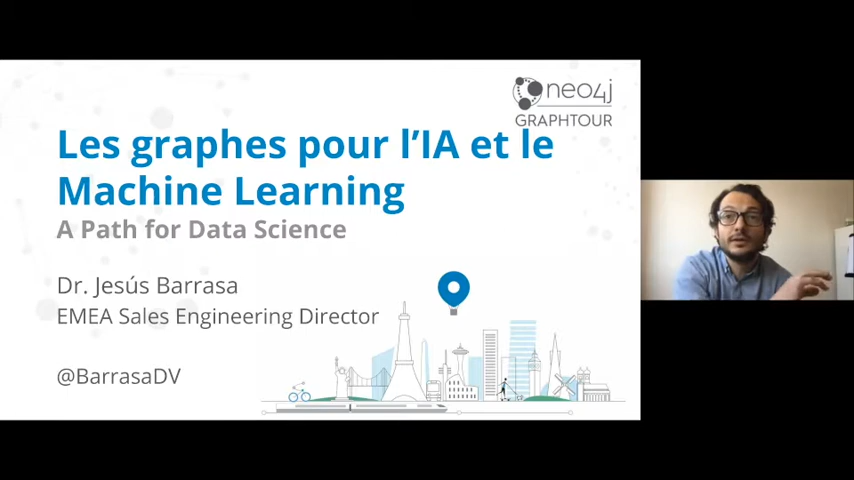 neo4j
GRAPHTOUR
Les graphes pour l'IA et le
Machine Learning
A Path for Data Science
Dr. Jesús Barrasa
EMEA Sales Engineering Director
@BarrasaDV